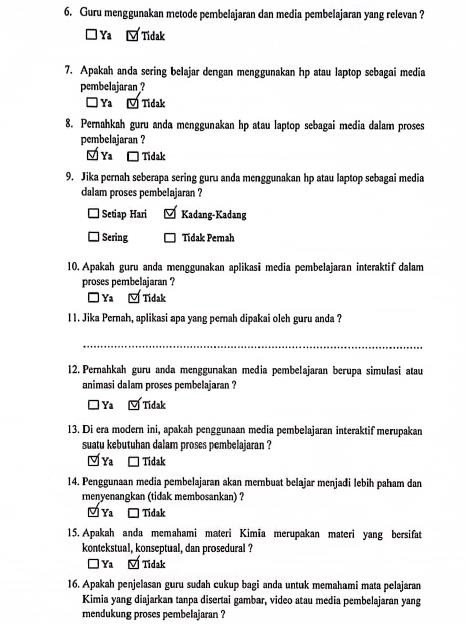 6. Guru menggunakan metode pembelajaran dan media pembelajaran yang relevan ?
☐ Ya ☑ Tidak
7. Apakah anda sering belajar dengan menggunakan hp atau laptop sebagai media
pembelajaran ?
☐ Ya ☑ Tidak
8. Pernahkah guru anda menggunakan hp atau laptop sebagai media dalam proses
pembelajaran ?
☑ Ya ☐ Tidak
9. Jika pernah seberapa sering guru anda menggunakan hp atau laptop sebagai media
dalam proses pembelajaran ?
☐ Setiap Hari ☑ Kadang-Kadang
☐ Sering ☐ Tidak Pernah
10. Apakah guru anda menggunakan aplikasi media pembelajaran interaktif dalam
proses pembelajaran ?
☐ Ya ☑ Tidak
11. Jika Pernah, aplikasi apa yang pernah dipakai oleh guru anda ?
12. Pernahkah guru anda menggunakan media pembelajaran berupa simulasi atau
animasi dalam proses pembelajaran ?
☐ Ya ☑ Tidak
13. Di era modern ini, apakah penggunaan media pembelajaran interaktif merupakan
suatu kebutuhan dalam proses pembelajaran ?
☑ Ya ☐ Tidak
14. Penggunaan media pembelajaran akan membuat belajar menjadi lebih paham dan
menyenangkan (tidak membosankan) ?
☑ Ya ☐ Tidak
15. Apakah anda memahami materi Kimia merupakan materi yang bersifat
kontekstual, konseptual, dan prosedural ?
☐ Ya ☑ Tidak
16. Apakah penjelasan guru sudah cukup bagi anda untuk memahami mata pelajaran
Kimia yang diajarkan tanpa disertai gambar, video atau media pembelajaran yang
mendukung proses pembelajaran ?